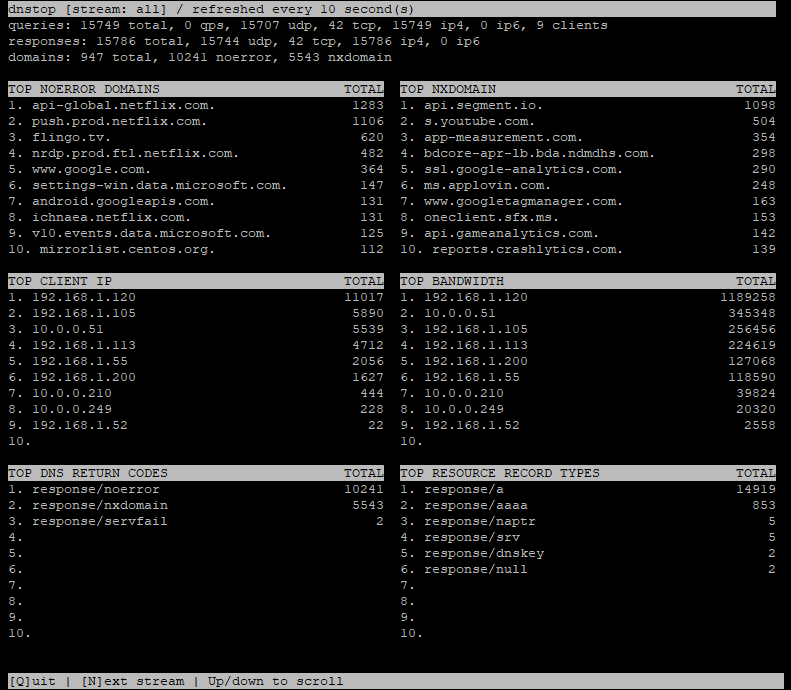 dnstop [stream: all] / refreshed every 10 second(s)
queries: 15749 total, 0 qps, 15707 udp, 42 tcp, 15749 ip4, 0 ip6, 9 clients
responses: 15786 total, 15744 udp, 42 tcp, 15786 ip4, 0 ip6
domains: 947 total, 10241 noerror, 5543 nxdomain
TOP NOERROR DOMAINS TOTAL
1. api-global.netflix.com. 1283
2. push.prod.netflix.com. 1106
3. flingo.tv. 620
4. nrdp.prod.ftl.netflix.com. 482
5. www.google.com. 364
6. settings-win.data.microsoft.com. 147
7. android.googleapis.com. 131
8. ichnaea.netflix.com. 131
9. v10.events.data.microsoft.com. 125
10. mirrorlist.centos.org. 112
TOP NXDOMAIN TOTAL
1. api.segment.io. 1098
2. s.youtube.com. 504
3. app-measurement.com. 354
4. bdcore-apr-lb.bda.ndmdhs.com. 298
5. ssl.google-analytics.com. 290
6. ms.applovin.com. 248
7. www.googletagmanager.com. 163
8. oneclient.sfx.ms. 153
9. api.gameanalytics.com. 142
10. reports.crashlytics.com. 139
TOP CLIENT IP TOTAL
1. 192.168.1.120 11017
2. 192.168.1.105 5890
3. 10.0.0.51 5539
4. 192.168.1.113 4712
5. 192.168.1.55 2056
6. 192.168.1.200 1627
7. 10.0.0.210 444
8. 10.0.0.249 228
9. 192.168.1.52 22
10.
TOP BANDWIDTH TOTAL
1. 192.168.1.120 1189258
2. 10.0.0.51 345348
3. 192.168.1.105 256456
4. 192.168.1.113 224619
5. 192.168.1.200 127068
6. 192.168.1.55 118590
7. 10.0.0.210 39824
8. 10.0.0.249 20320
9. 192.168.1.52 2558
10.
TOP DNS RETURN CODES TOTAL
1. response/noerror 10241
2. response/nxdomain 5543
3. response/servfail 2
4.
5.
6.
7.
8.
9.
10.
TOP RESOURCE RECORD TYPES TOTAL
1. response/a 14919
2. response/aaaa 853
3. response/naptr 5
4. response/srv 5
5. response/dnskey 2
6. response/null 2
7.
8.
9.
10.
[Q]uit | [N]ext stream | Up/down to scroll